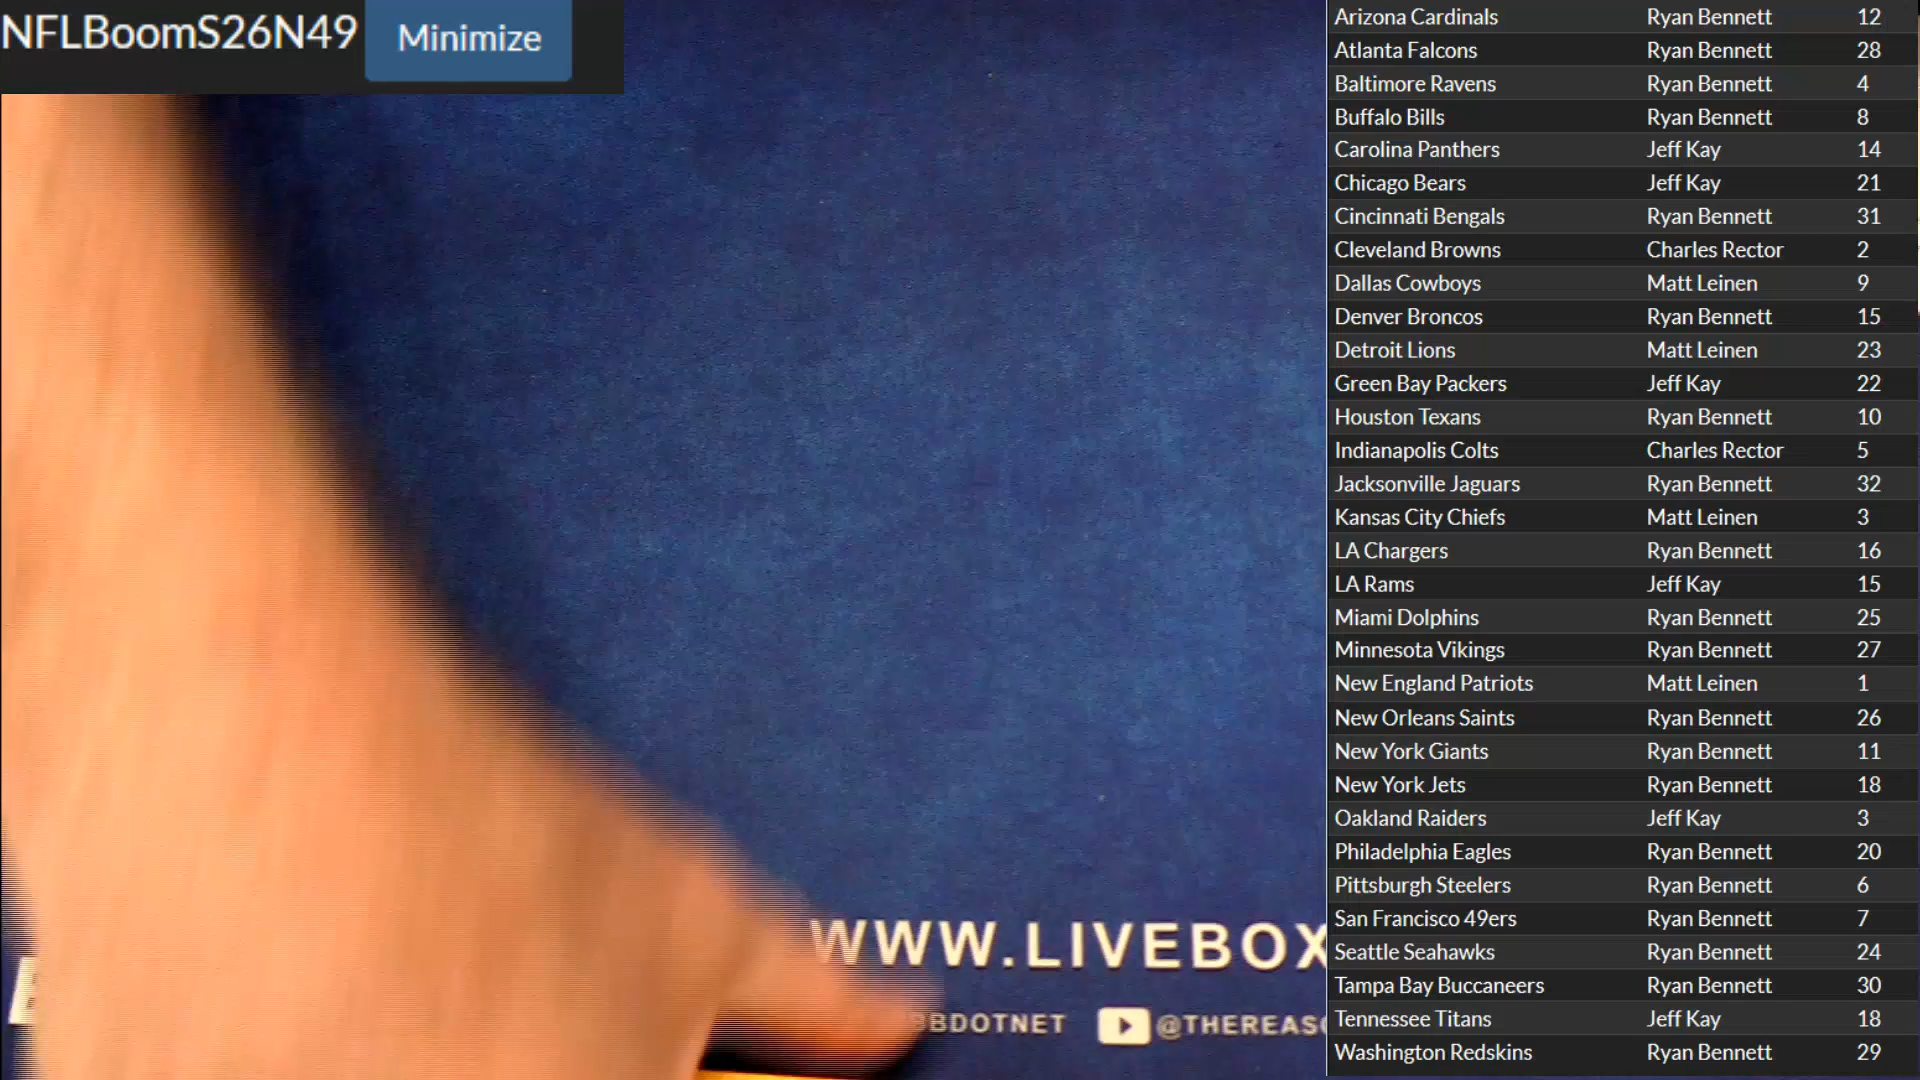 NFLBoomS26N49 Minimize
Arizona Cardinals Ryan Bennett 12
Atlanta Falcons Ryan Bennett 28
Baltimore Ravens Ryan Bennett 4
Buffalo Bills Ryan Bennett 8
Carolina Panthers Jeff Kay 14
Chicago Bears Jeff Kay 21
Cincinnati Bengals Ryan Bennett 31
Cleveland Browns Charles Rector 2
Dallas Cowboys Matt Leinen 9
Denver Broncos Ryan Bennett 15
Detroit Lions Matt Leinen 23
Green Bay Packers Jeff Kay 22
Houston Texans Ryan Bennett 10
Indianapolis Colts Charles Rector 5
Jacksonville Jaguars Ryan Bennett 32
Kansas City Chiefs Matt Leinen 3
LA Chargers Ryan Bennett 16
LA Rams Jeff Kay 15
Miami Dolphins Ryan Bennett 25
Minnesota Vikings Ryan Bennett 27
New England Patriots Matt Leinen 1
New Orleans Saints Ryan Bennett 26
New York Giants Ryan Bennett 11
New York Jets Ryan Bennett 18
Oakland Raiders Jeff Kay 3
Philadelphia Eagles Ryan Bennett 20
Pittsburgh Steelers Ryan Bennett 6
San Francisco 49ers Ryan Bennett 7
Seattle Seahawks Ryan Bennett 24
Tampa Bay Buccaneers Ryan Bennett 30
Tennessee Titans Jeff Kay 18
Washington Redskins Ryan Bennett 29
WWW.LIVEBOX
BBDOTNET @THEREASO